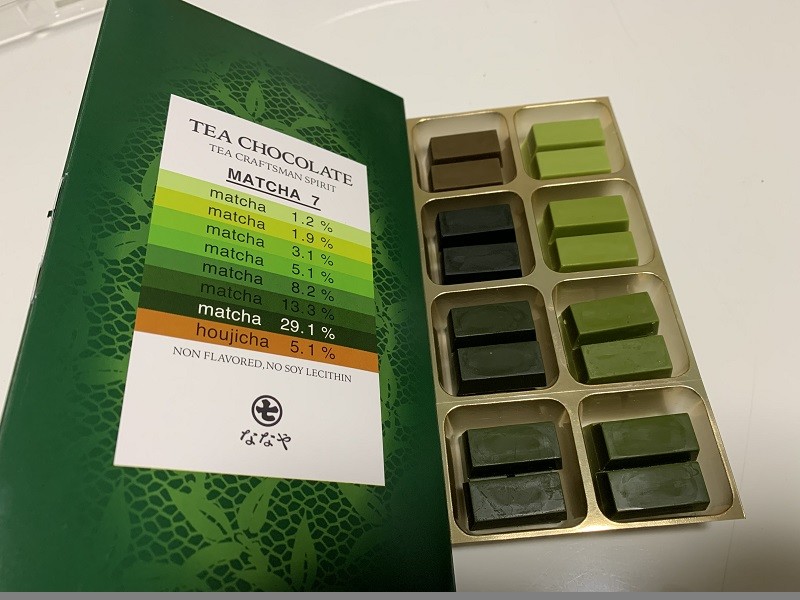 TEA CHOCOLATE
TEA CRAFTSMAN SPIRIT
MATCHA 7
matcha 1.2 %
matcha 1.9 %
matcha 3.1 %
matcha 5.1 %
matcha 8.2 %
matcha 13.3 %
matcha 29.1 %
houjicha 5.1 %
NON FLAVORED, NO SOY LECITHIN
七
ななや